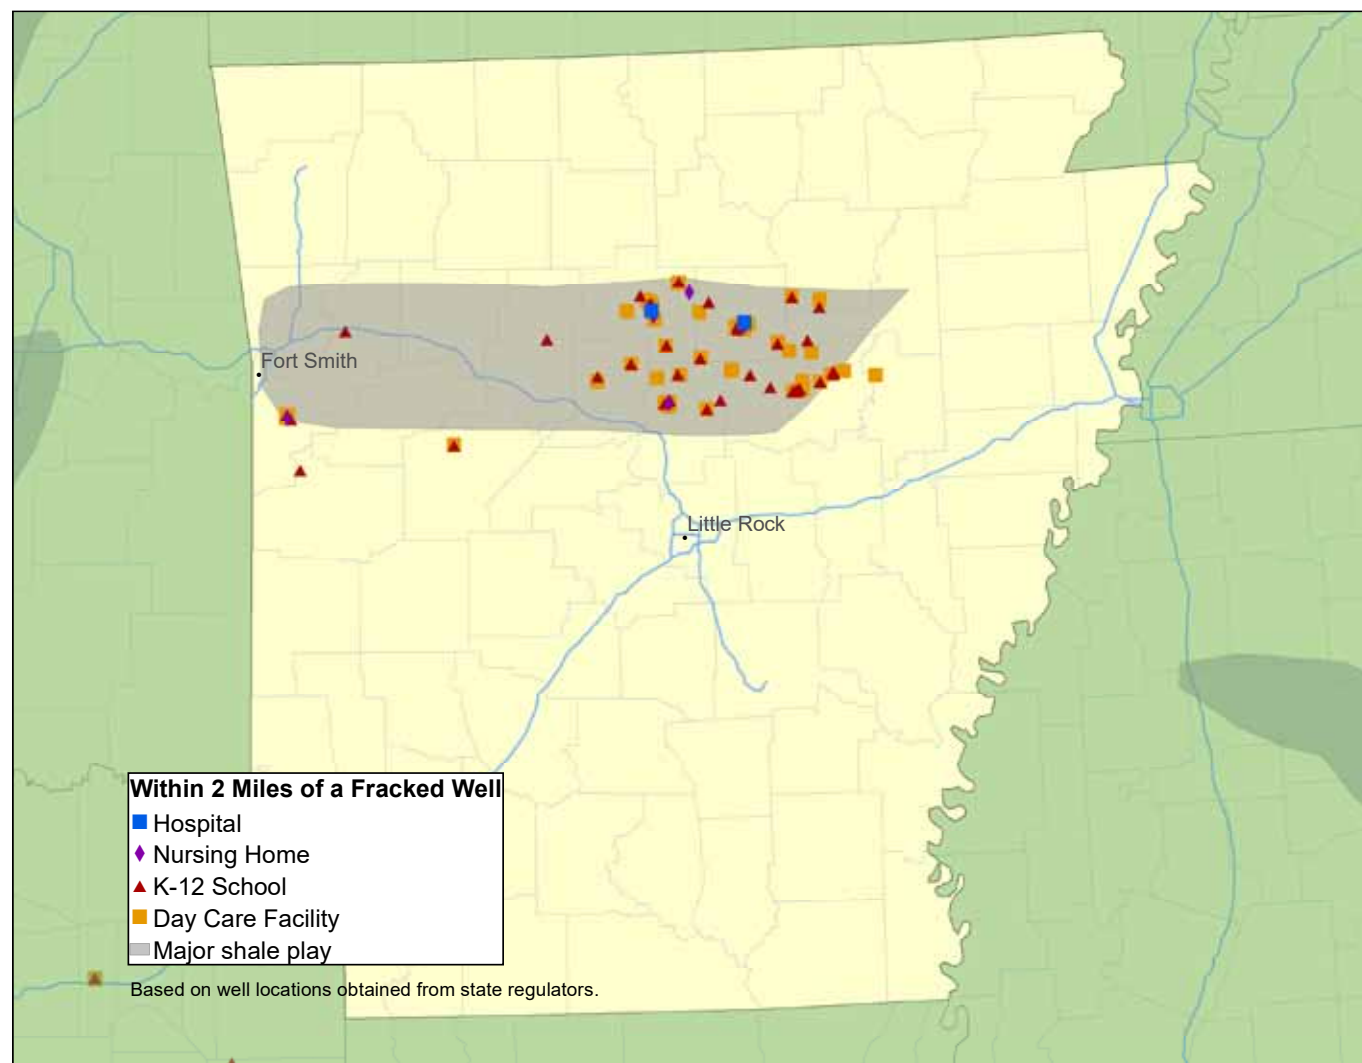 Fort Smith
Little Rock
Within 2 Miles of a Fracked Well
Hospital
Nursing Home
K-12 School
Day Care Facility
Major shale play
Based on well locations obtained from state regulators.